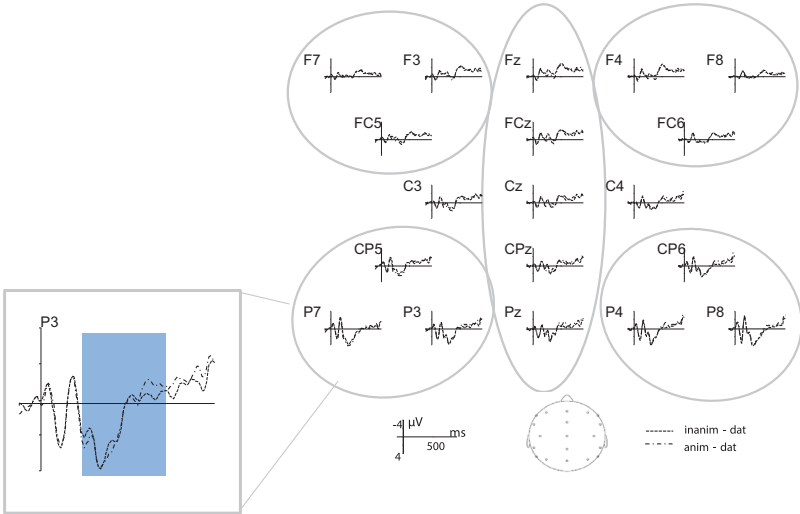 F7 F3 Fz F4 F8
FC5 FCz FC6
C3 Cz C4
CP5 CPz CP6
P7 P3 Pz P4 P8
P3
-4 µV
ms
500
4
inanim - dat
anim - dat